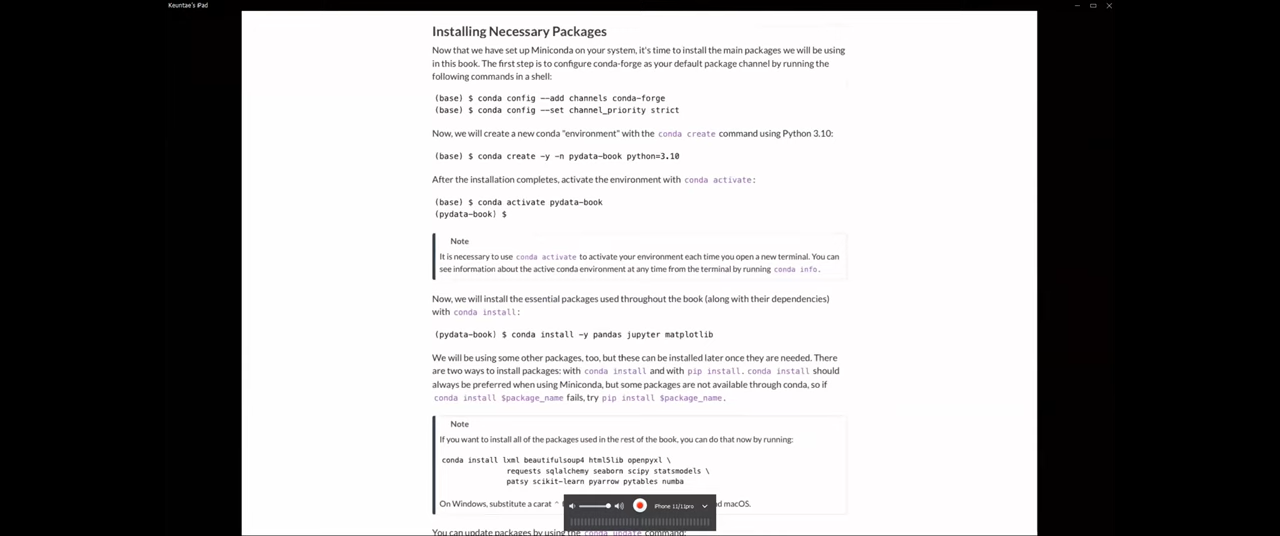 Keuntae's iPad
Installing Necessary Packages
Now that we have set up Miniconda on your system, it's time to install the main packages we will be using
in this book. The first step is to configure conda-forge as your default package channel by running the
following commands in a shell:
(base) $ conda config --add channels conda-forge
(base) $ conda config --set channel_priority strict
Now, we will create a new conda "environment" with the conda create command using Python 3.10:
(base) $ conda create -y -n pydata-book python=3.10
After the installation completes, activate the environment with conda activate:
(base) $ conda activate pydata-book
(pydata-book) $
Note
It is necessary to use conda activate to activate your environment each time you open a new terminal. You can
see information about the active conda environment at any time from the terminal by running conda info.
Now, we will install the essential packages used throughout the book (along with their dependencies)
with conda install:
(pydata-book) $ conda install -y pandas jupyter matplotlib
We will be using some other packages, too, but these can be installed later once they are needed. There
are two ways to install packages: with conda install and with pip install. conda install should
always be preferred when using Miniconda, but some packages are not available through conda, so if
conda install $package_name fails, try pip install $package_name.
Note
If you want to install all of the packages used in the rest of the book, you can do that now by running:
conda install lxml beautifulsoup4 html5lib openpyxl \
requests sqlalchemy seaborn scipy statsmodels \
patsy scikit-learn pyarrow pytables numba
On Windows, substitute a carat ^ macOS.
iPhone 11/11pro
You can update packages by using the conda update command: